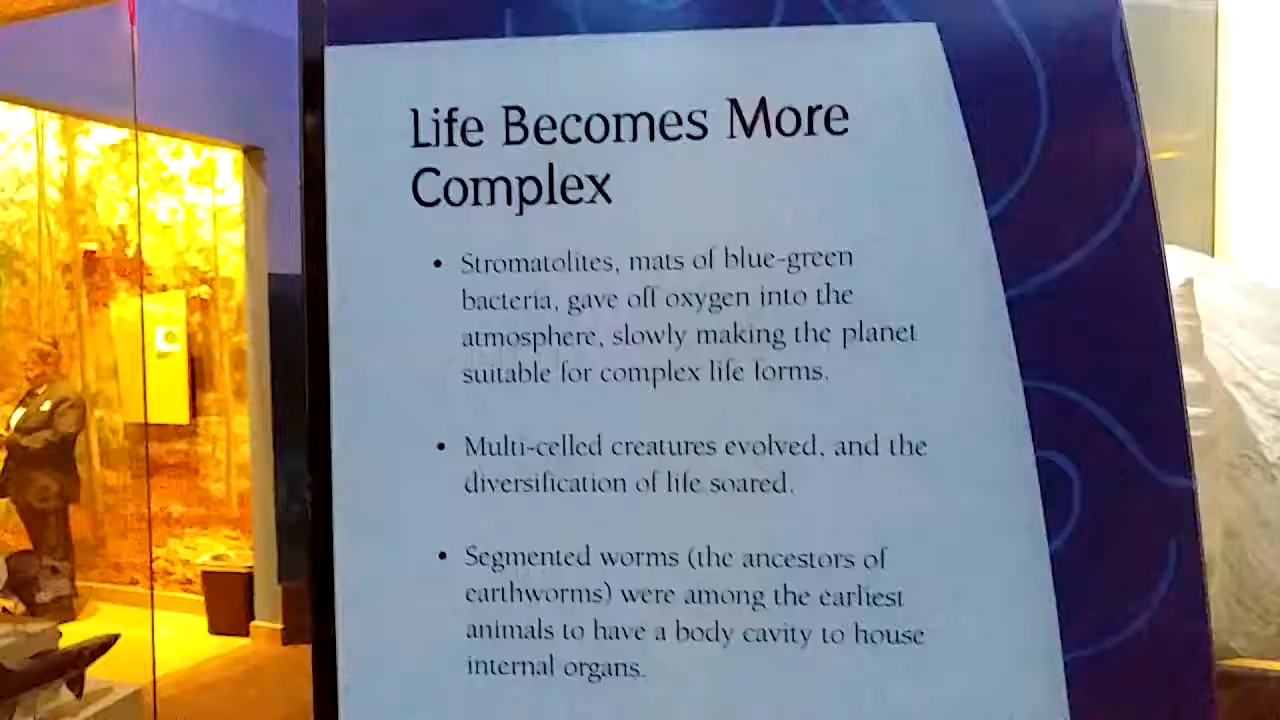 Life Becomes More
Complex
• Stromatolites, mats of blue-green
bacteria, gave off oxygen into the
atmosphere, slowly making the planet
suitable for complex life forms.
• Multi-celled creatures evolved, and the
diversification of life soared.
• Segmented worms (the ancestors of
earthworms) were among the earliest
animals to have a body cavity to house
internal organs.